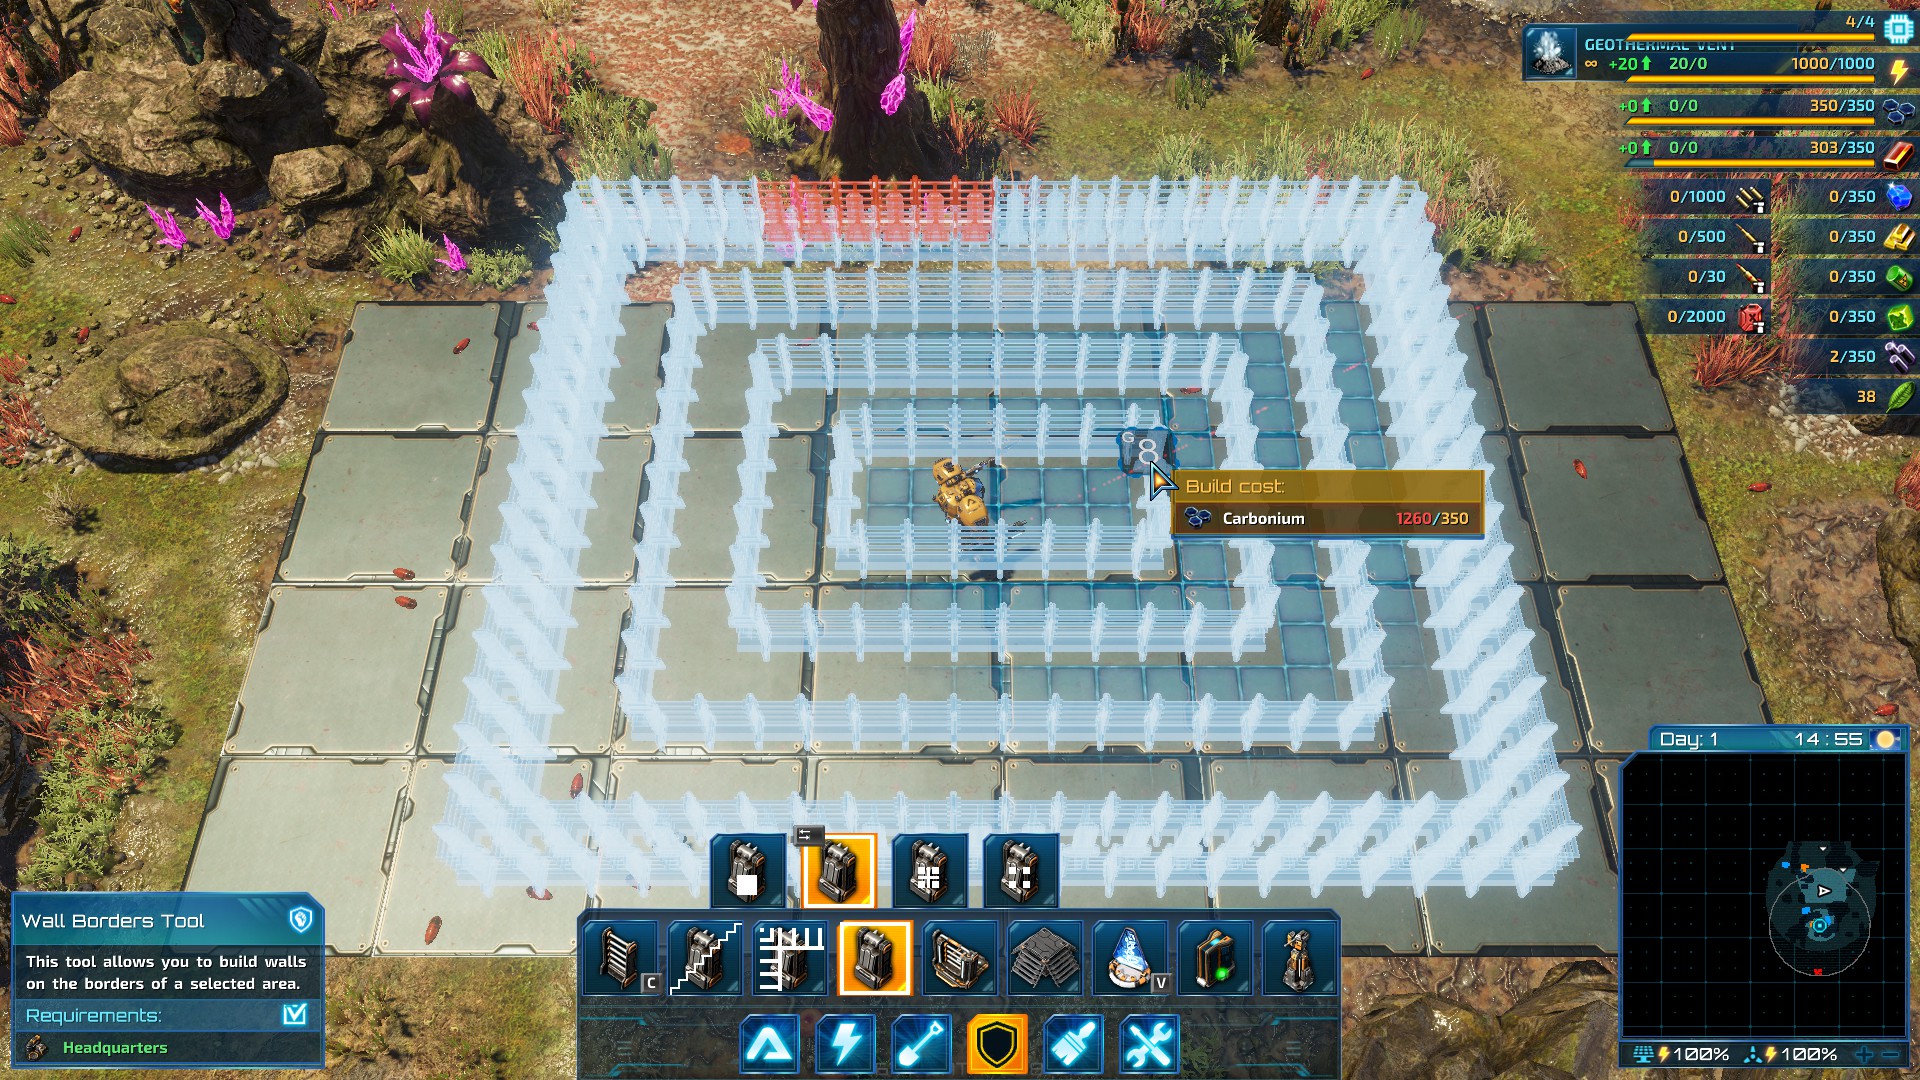 4/4
GEOTHERMAL VENT
∞ +20 20/0 1000/1000
+0 0/0 350/350
+0 0/0 303/350
0/1000 0/350
0/500 0/350
0/30 0/350
0/2000 0/350
2/350
38
G 8
Build cost:
Carbonium 1260/350
Day: 1 14:55
Wall Borders Tool
This tool allows you to build walls
on the borders of a selected area.
Requirements:
Headquarters
C
V
100% 100%